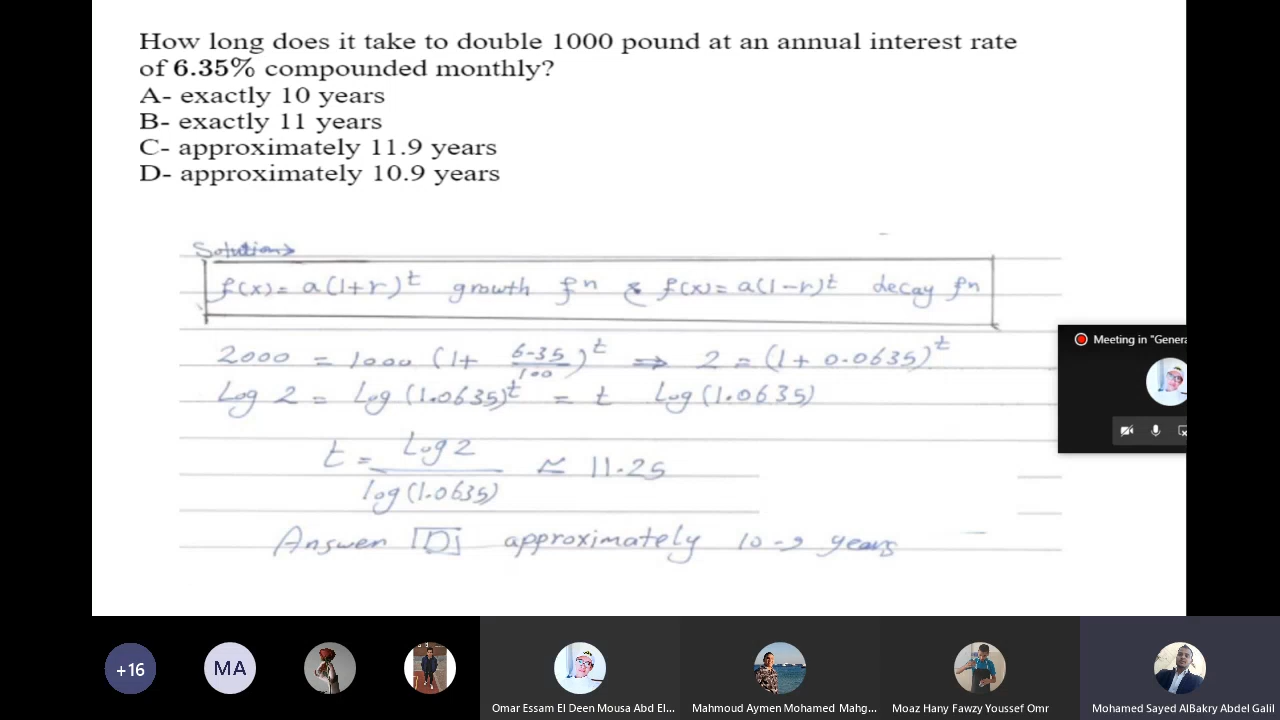 How long does it take to double 1000 pound at an annual interest rate
of 6.35% compounded monthly?
A- exactly 10 years
B- exactly 11 years
C- approximately 11.9 years
D- approximately 10.9 years
Solution→
f(x)= a(1+r)^t growth fn & f(x)= a(1-r)^t decay fn
2000 = 1000 (1+ 6.35/100)^t ⇒ 2 = (1+0.0635)^t
Log 2 = Log (1.0635)^t = t Log (1.0635)
t = Log 2 / log (1.0635) ≈ 11.25
Answer D approximately 10.9 years
Meeting in "Genera
+16
MA
Omar Essam El Deen Mousa Abd El...
Mahmoud Aymen Mohamed Mahg...
Moaz Hany Fawzy Youssef Omr
Mohamed Sayed AlBakry Abdel Galil